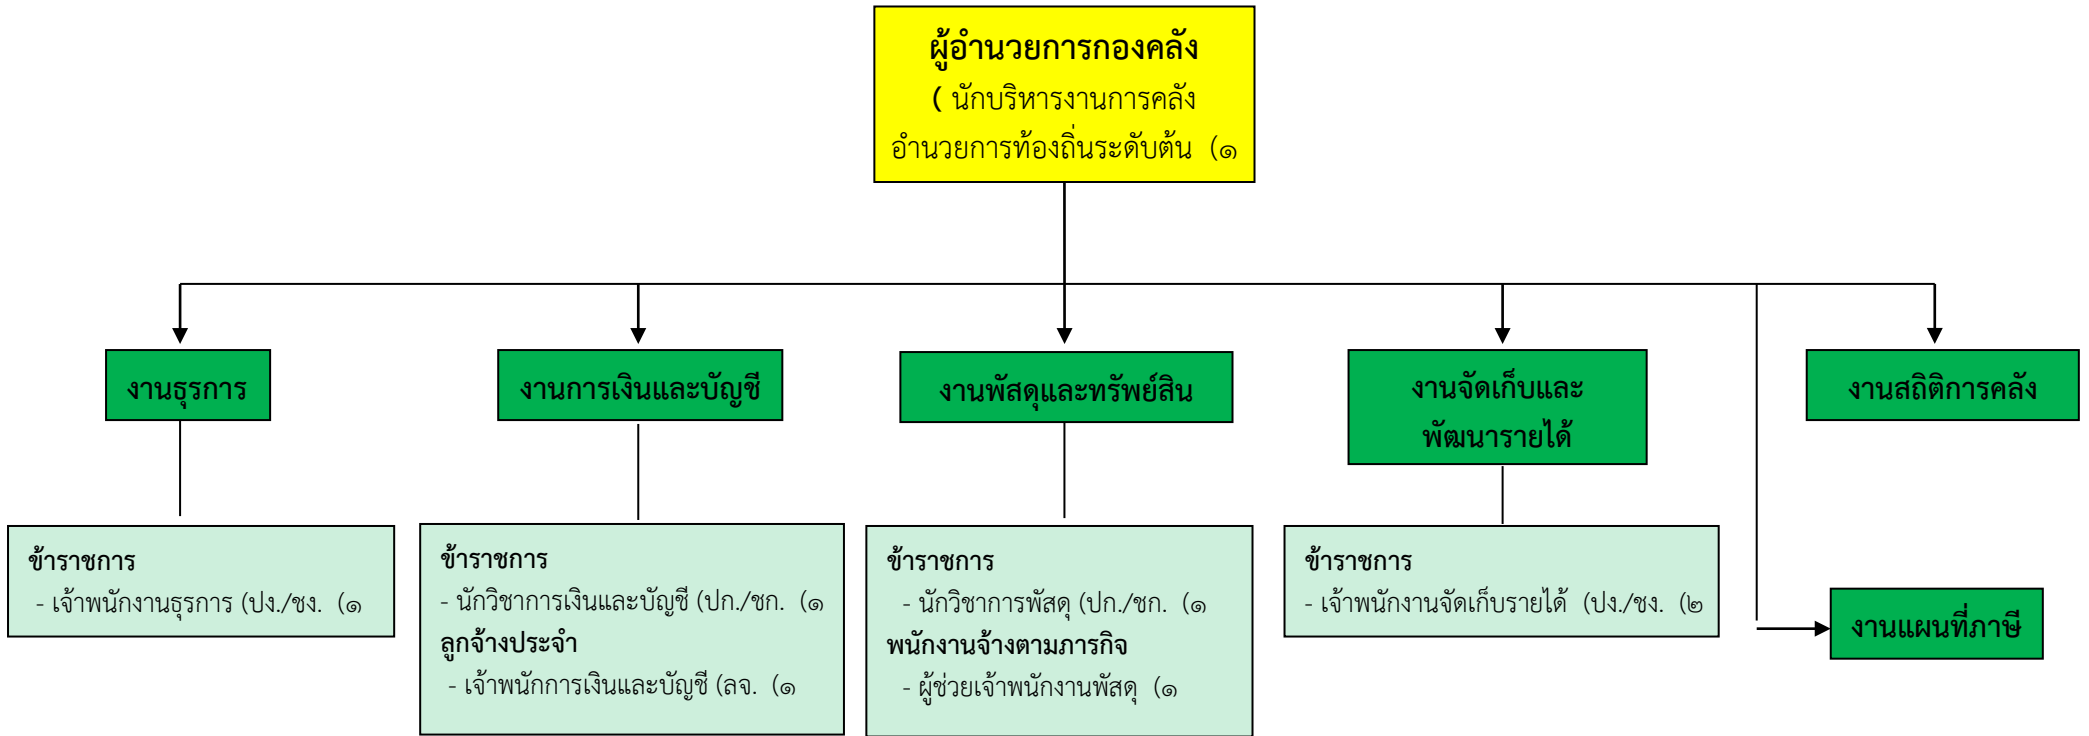 ผู้อำนวยการกองคลัง
( นักบริหารงานการคลัง
อำนวยการท้องถิ่นระดับต้น (๑
งานธุรการ
งานการเงินและบัญชี
งานพัสดุและทรัพย์สิน
งานจัดเก็บและ
พัฒนารายได้
งานสถิติการคลัง
ข้าราชการ
- เจ้าพนักงานธุรการ (ปง./ชง. (๑
ข้าราชการ
- นักวิชาการเงินและบัญชี (ปก./ชก. (๑
ลูกจ้างประจำ
- เจ้าพนักการเงินและบัญชี (ลจ. (๑
ข้าราชการ
- นักวิชาการพัสดุ (ปก./ชก. (๑
พนักงานจ้างตามภารกิจ
- ผู้ช่วยเจ้าพนักงานพัสดุ (๑
ข้าราชการ
- เจ้าพนักงานจัดเก็บรายได้ (ปง./ชง. (๒
งานแผนที่ภาษี